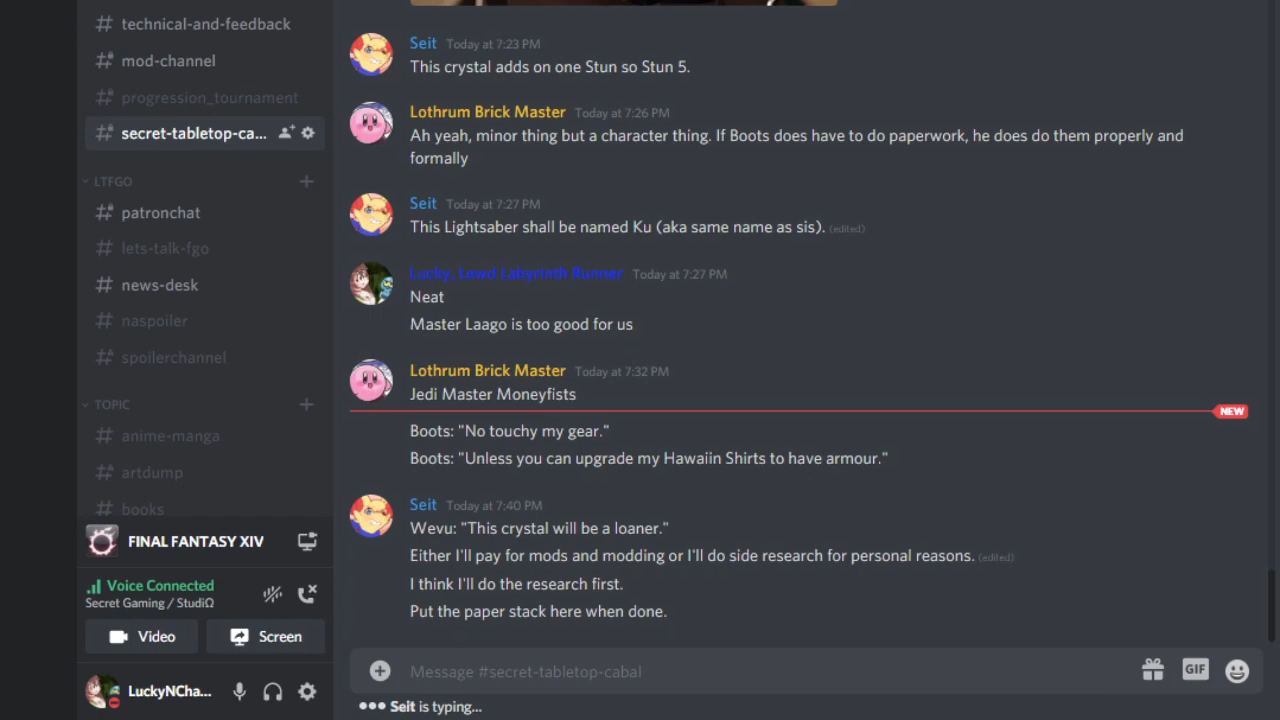 technical-and-feedback
mod-channel
progression_tournament
secret-tabletop-ca...
LTFGO
patronchat
lets-talk-fgo
news-desk
naspoiler
spoilerchannel
TOPIC
anime-manga
artdump
books
FINAL FANTASY XIV
Voice Connected
Secret Gaming / StudiΩ
Video
Screen
LuckyNCha...
Seit Today at 7:23 PM
This crystal adds on one Stun so Stun 5.
Lothrum Brick Master Today at 7:26 PM
Ah yeah, minor thing but a character thing. If Boots does have to do paperwork, he does do them properly and
formally
Seit Today at 7:27 PM
This Lightsaber shall be named Ku (aka same name as sis). (edited)
Lucky, Lewd Labyrinth Runner Today at 7:27 PM
Neat
Master Laago is too good for us
Lothrum Brick Master Today at 7:32 PM
Jedi Master Moneyfists
NEW
Boots: "No touchy my gear."
Boots: "Unless you can upgrade my Hawaiin Shirts to have armour."
Seit Today at 7:40 PM
Wevu: "This crystal will be a loaner."
Either I'll pay for mods and modding or I'll do side research for personal reasons. (edited)
I think I'll do the research first.
Put the paper stack here when done.
Message #secret-tabletop-cabal
GIF
Seit is typing...